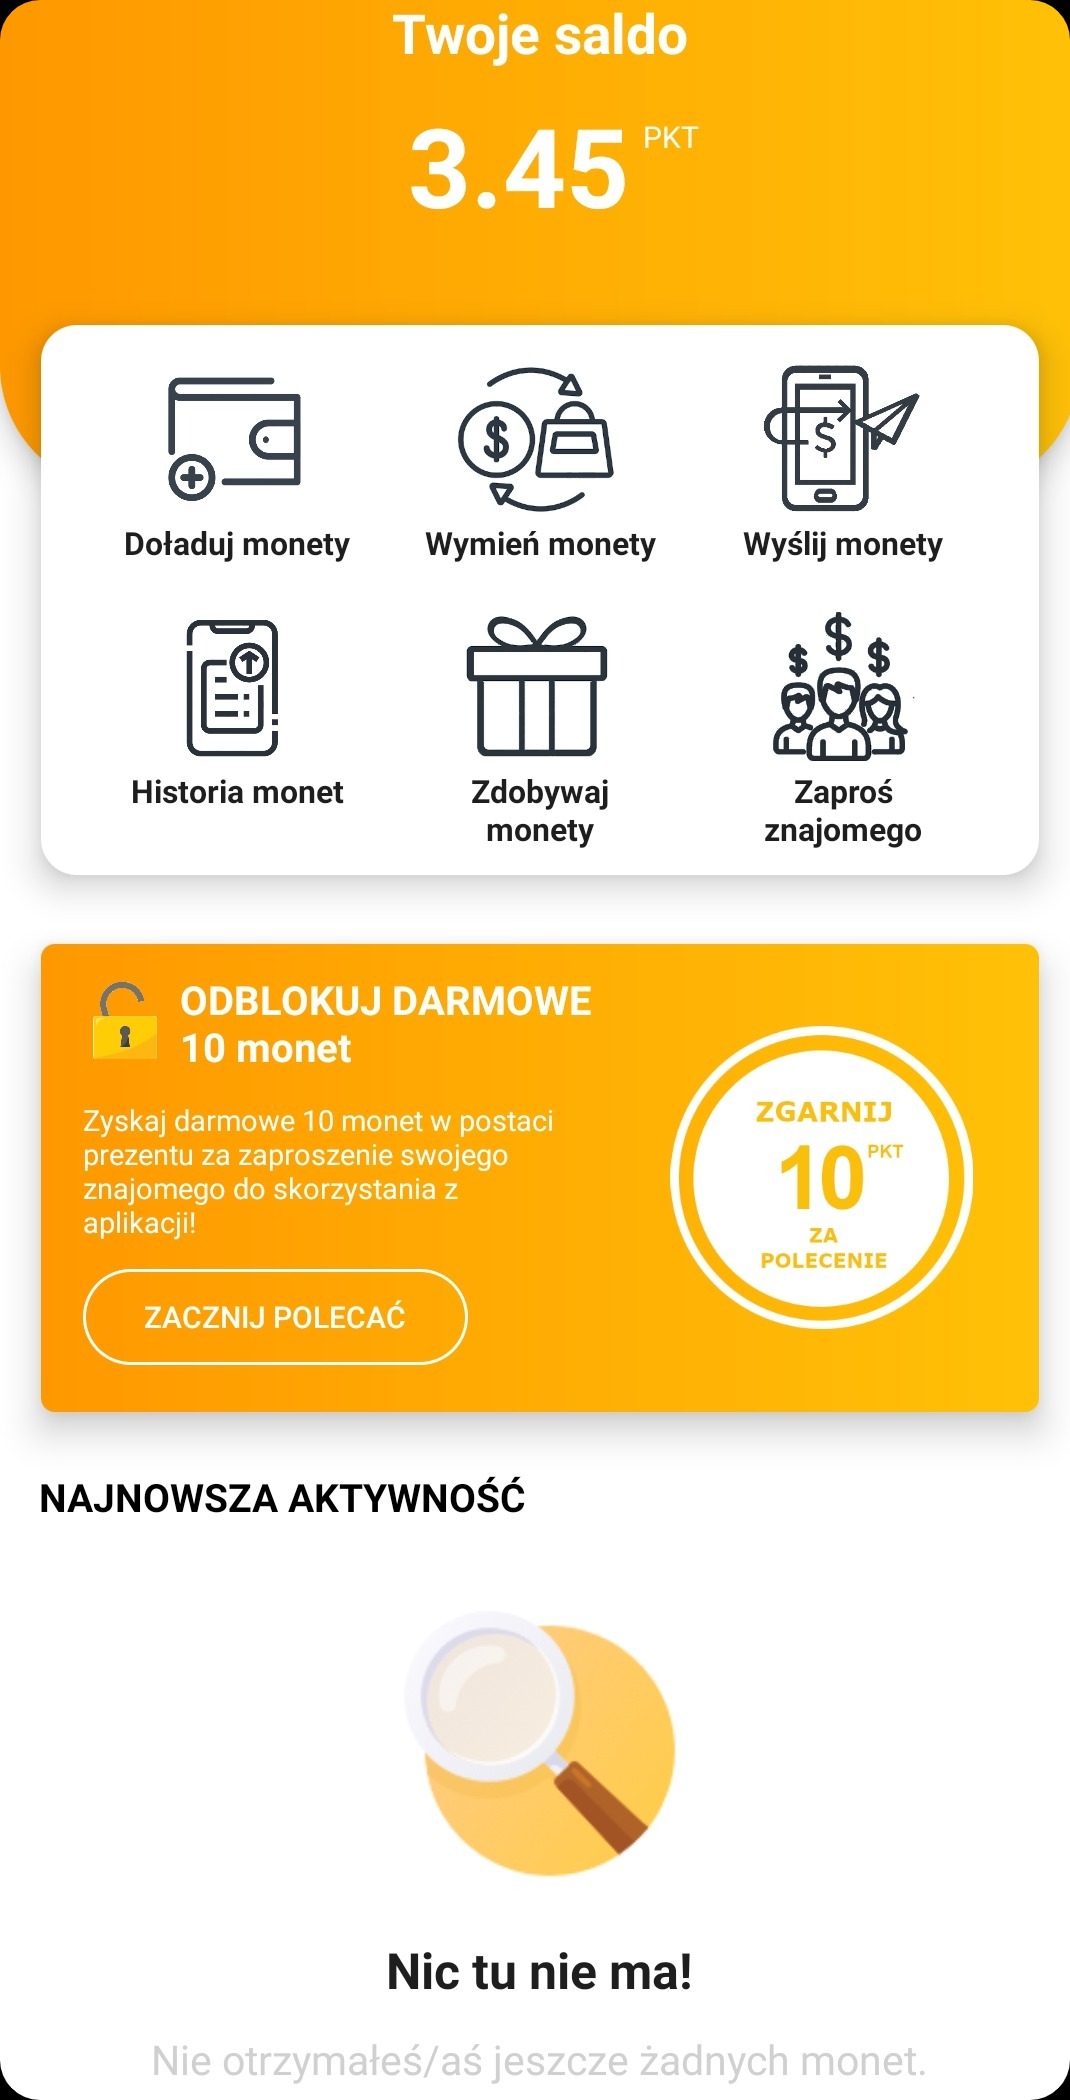 Twoje saldo
3.45 PKT
Doładuj monety
Wymień monety
Wyślij monety
Historia monet
Zdobywaj
monety
Zaproś
znajomego
ODBLOKUJ DARMOWE
10 monet
Zyskaj darmowe 10 monet w postaci
prezentu za zaproszenie swojego
znajomego do skorzystania z
aplikacji!
ZACZNIJ POLECAĆ
ZGARNIJ
10 PKT
ZA
POLECENIE
NAJNOWSZA AKTYWNOŚĆ
Nic tu nie ma!
Nie otrzymałeś/aś jeszcze żadnych monet.